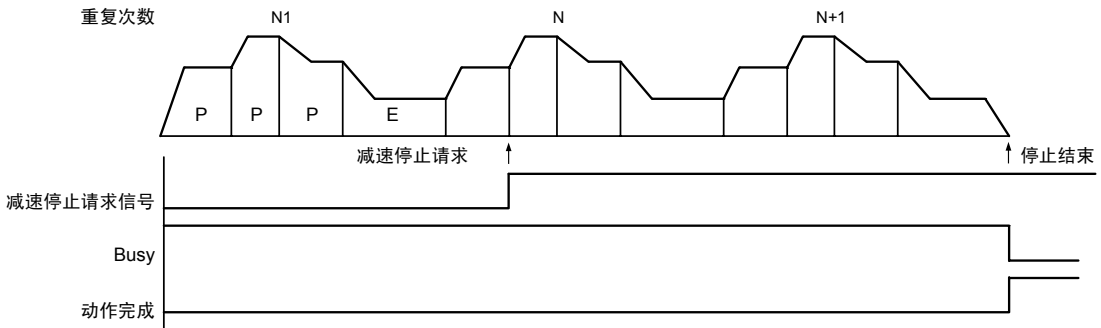 重复次数 N1 N N+1
P P P E
减速停止请求 停止结束
减速停止请求信号
Busy
动作完成